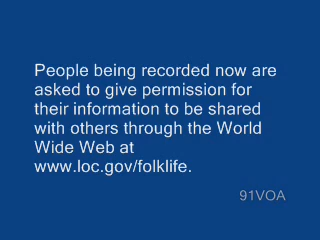 People being recorded now are
asked to give permission for
their information to be shared
with others through the World
Wide Web at
www.loc.gov/folklife.
91VOA